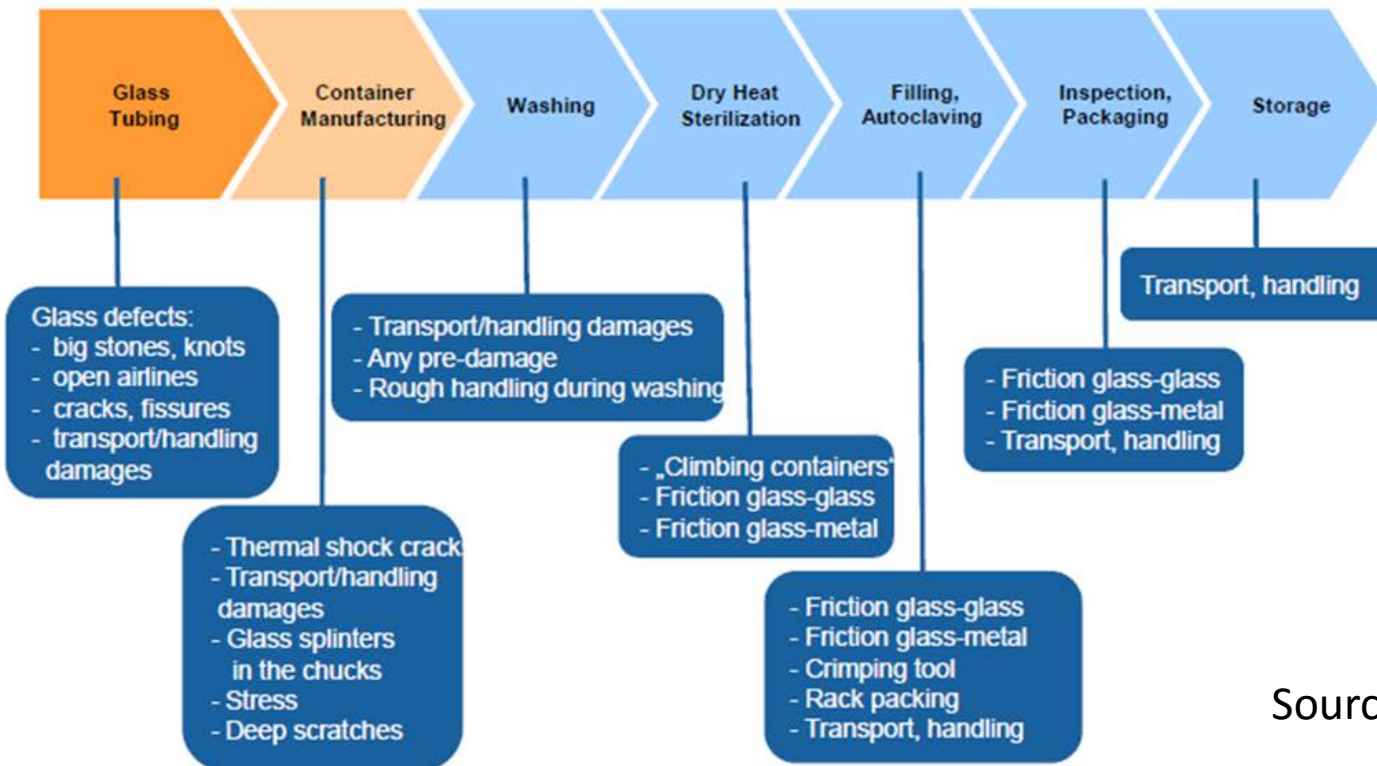 Glass
Tubing
Container
Manufacturing
Washing
Dry Heat
Sterilization
Filling,
Autoclaving
Inspection,
Packaging
Storage
Glass defects:
- big stones, knots
- open airlines
- cracks, fissures
- transport/handling
damages
- Thermal shock cracks
- Transport/handling
damages
- Glass splinters
in the chucks
- Stress
- Deep scratches
- Transport/handling damages
- Any pre-damage
- Rough handling during washing
- „Climbing containers“
- Friction glass-glass
- Friction glass-metal
- Friction glass-glass
- Friction glass-metal
- Crimping tool
- Rack packing
- Transport, handling
- Friction glass-glass
- Friction glass-metal
- Transport, handling
Transport, handling
Sourc